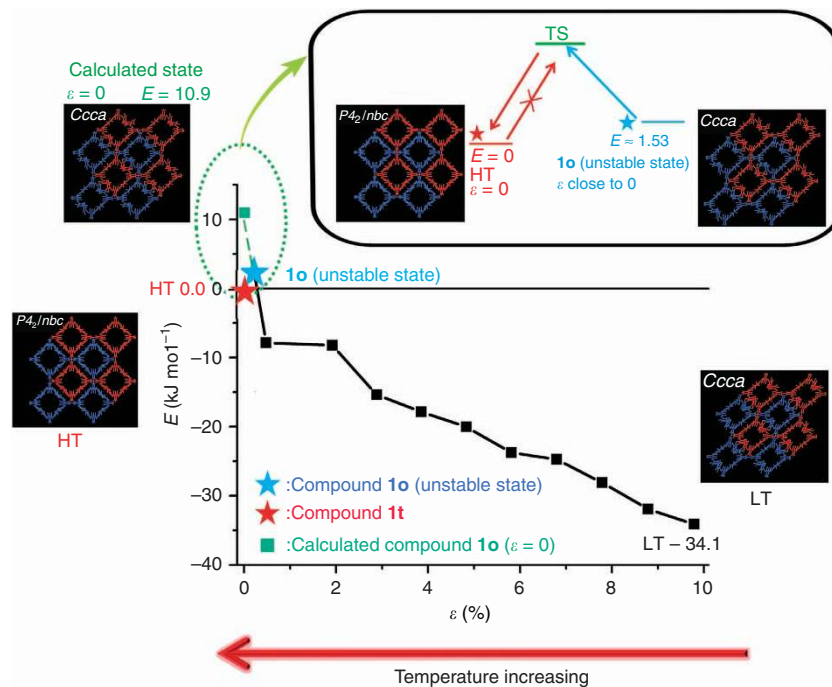 Calculated state
ε = 0 E = 10.9
Ccca
TS
P4₂/nbc
E = 0
HT
ε = 0
E ≈ 1.53
1o (unstable state)
ε close to 0
Ccca
10
HT 0.0
0
−10
−20
−30
−40
E (kJ mo1⁻¹)
1o (unstable state)
P4₂/nbc
HT
Ccca
LT
:Compound 1o (unstable state)
:Compound 1t
:Calculated compound 1o (ε = 0)
LT − 34.1
0 2 4 6 8 10
ε (%)
Temperature increasing